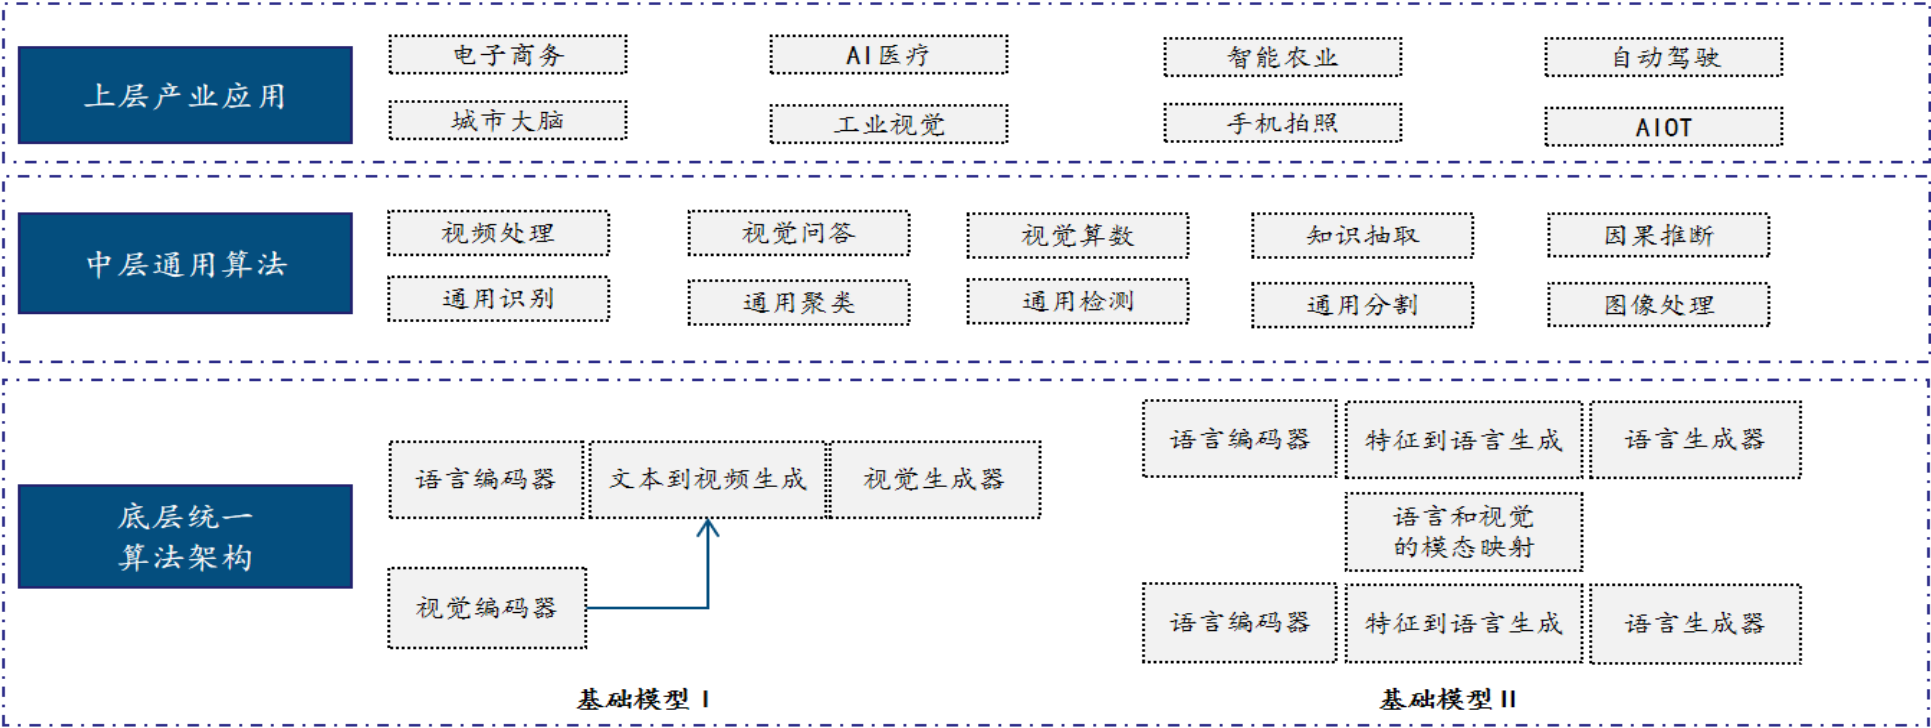 上层产业应用
电子商务
AI医疗
智能农业
自动驾驶
城市大脑
工业视觉
手机拍照
AIOT
中层通用算法
视频处理
视觉问答
视觉算数
知识抽取
因果推断
通用识别
通用聚类
通用检测
通用分割
图像处理
底层统一
算法架构
语言编码器
文本到视频生成
视觉生成器
视觉编码器
基础模型 I
语言编码器
特征到语言生成
语言生成器
语言和视觉
的模态映射
语言编码器
特征到语言生成
语言生成器
基础模型 II